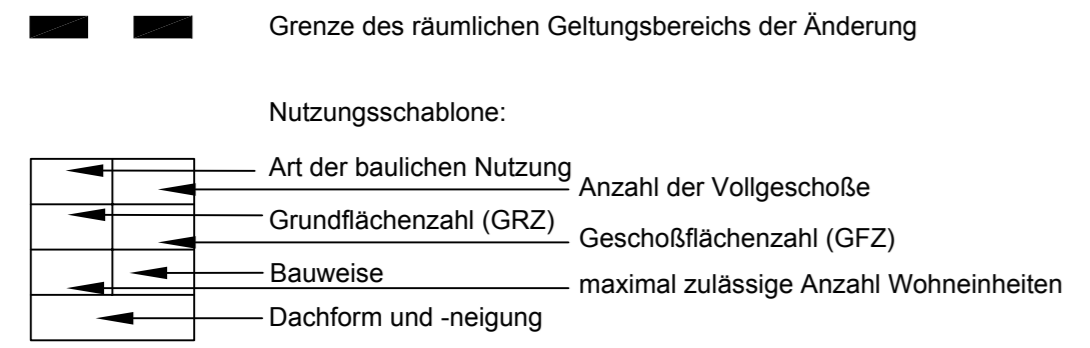 Grenze des räumlichen Geltungsbereichs der Änderung
Nutzungsschablone:
Art der baulichen Nutzung
Anzahl der Vollgeschoße
Grundflächenzahl (GRZ)
Geschoßflächenzahl (GFZ)
Bauweise
maximal zulässige Anzahl Wohneinheiten
Dachform und -neigung